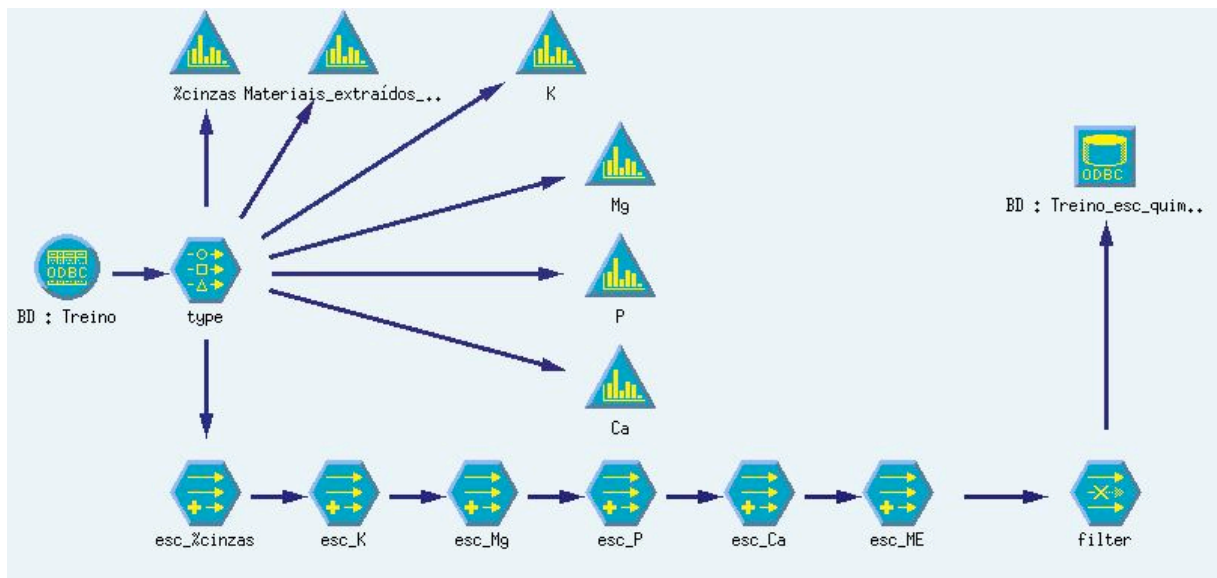 %cinzas Materiais_extraídos_.. K
Mg
ODBC
BD : Treino_esc_quim..
ODBC
BD : Treino
type
P
Ca
esc_%cinzas esc_K esc_Mg esc_P esc_Ca esc_ME filter